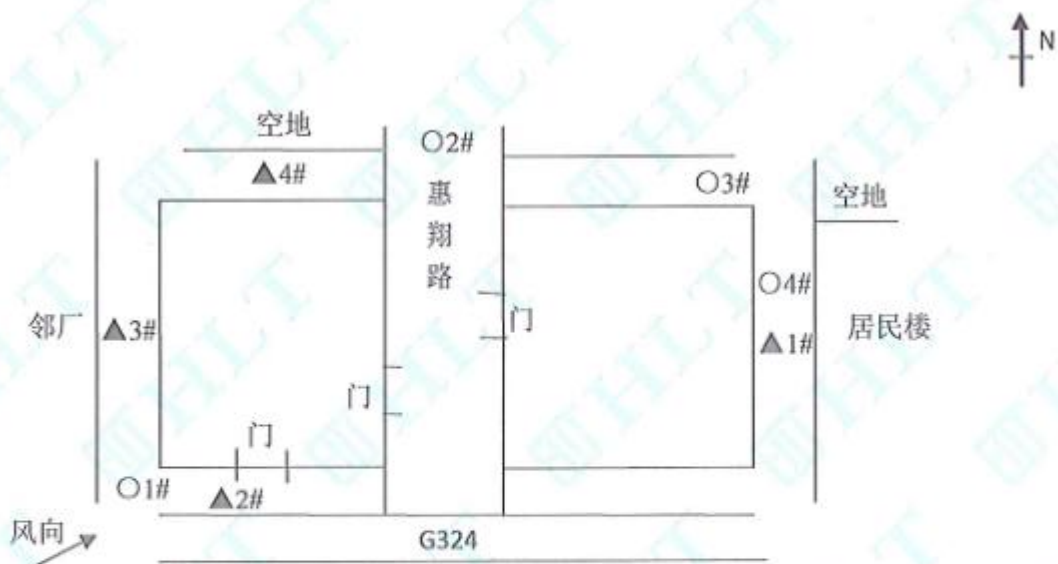 N
空地
○2#
▲4#
○3#
惠翔路
空地
○4#
邻厂
▲3#
门
▲1#
居民楼
门
门
○1#
▲2#
风向
G324
HLT